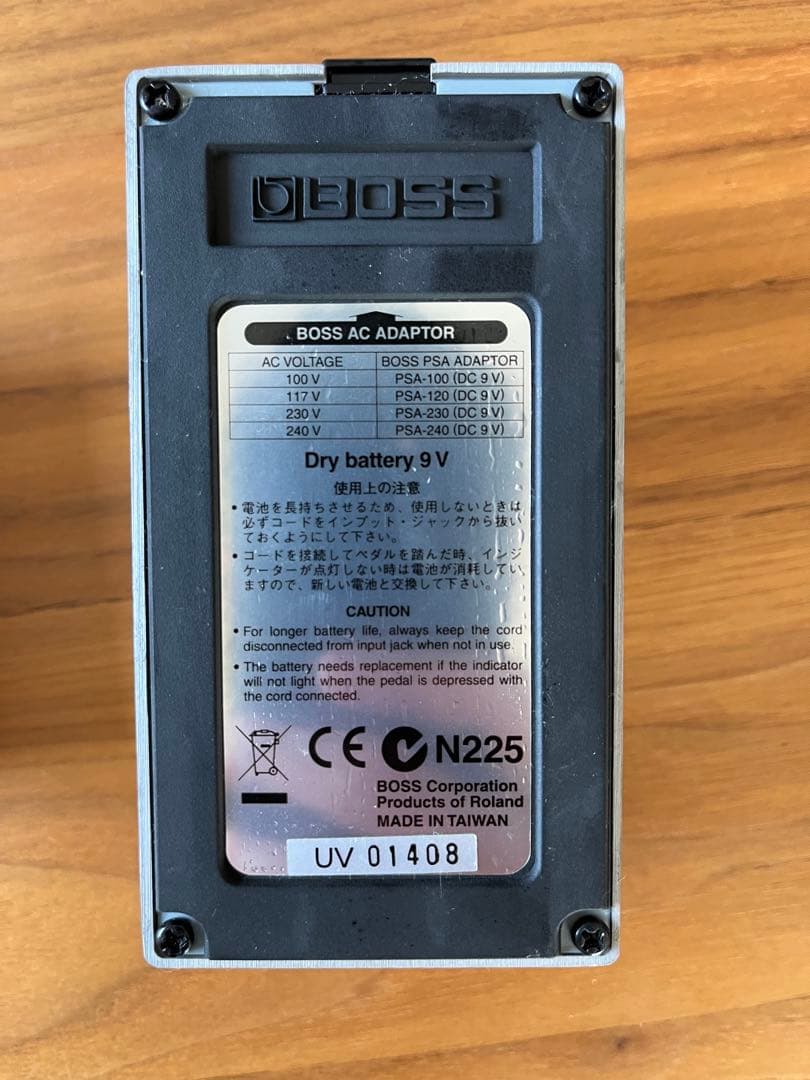 BOSS
BOSS AC ADAPTOR
AC VOLTAGE BOSS PSA ADAPTOR
100 V PSA-100 (DC 9 V)
117 V PSA-120 (DC 9 V)
230 V PSA-230 (DC 9 V)
240 V PSA-240 (DC 9 V)
Dry battery 9 V
使用上の注意
• 電池を長持ちさせるため、使用しないときは
必ずコードをインプット・ジャックから抜い
ておくようにして下さい。
• コードを接続してペダルを踏んだ時、インジ
ケーターが点灯しない時は電池が消耗してい
ますので、新しい電池と交換して下さい。
CAUTION
• For longer battery life, always keep the cord
disconnected from input jack when not in use.
• The battery needs replacement if the indicator
will not light when the pedal is depressed with
the cord connected.
CE N225
BOSS Corporation
Products of Roland
MADE IN TAIWAN
UV 01408